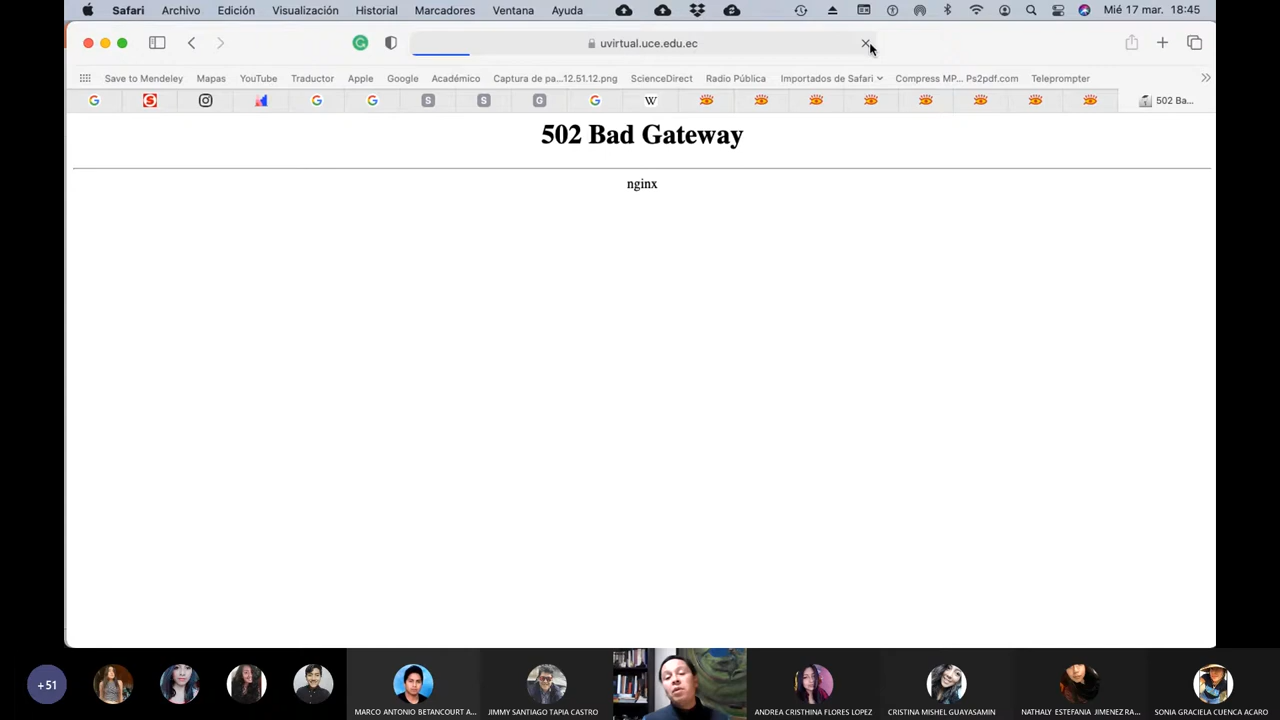 Safari Archivo Edición Visualización Historial Marcadores Ventana Ayuda Mié 17 mar. 18:45
uvirtual.uce.edu.ec
Save to Mendeley Mapas YouTube Traductor Apple Google Académico Captura de pa...12.51.12.png ScienceDirect Radio Pública Importados de Safari Compress MP... Ps2pdf.com Teleprompter
G S G G S S G G W 502 Ba...
502 Bad Gateway
nginx
+51
MARCO ANTONIO BETANCOURT A... JIMMY SANTIAGO TAPIA CASTRO ANDREA CRISTHINA FLORES LOPEZ CRISTINA MISHEL GUAYASAMIN NATHALY ESTEFANIA JIMENEZ RA... SONIA GRACIELA CUENCA ACARO